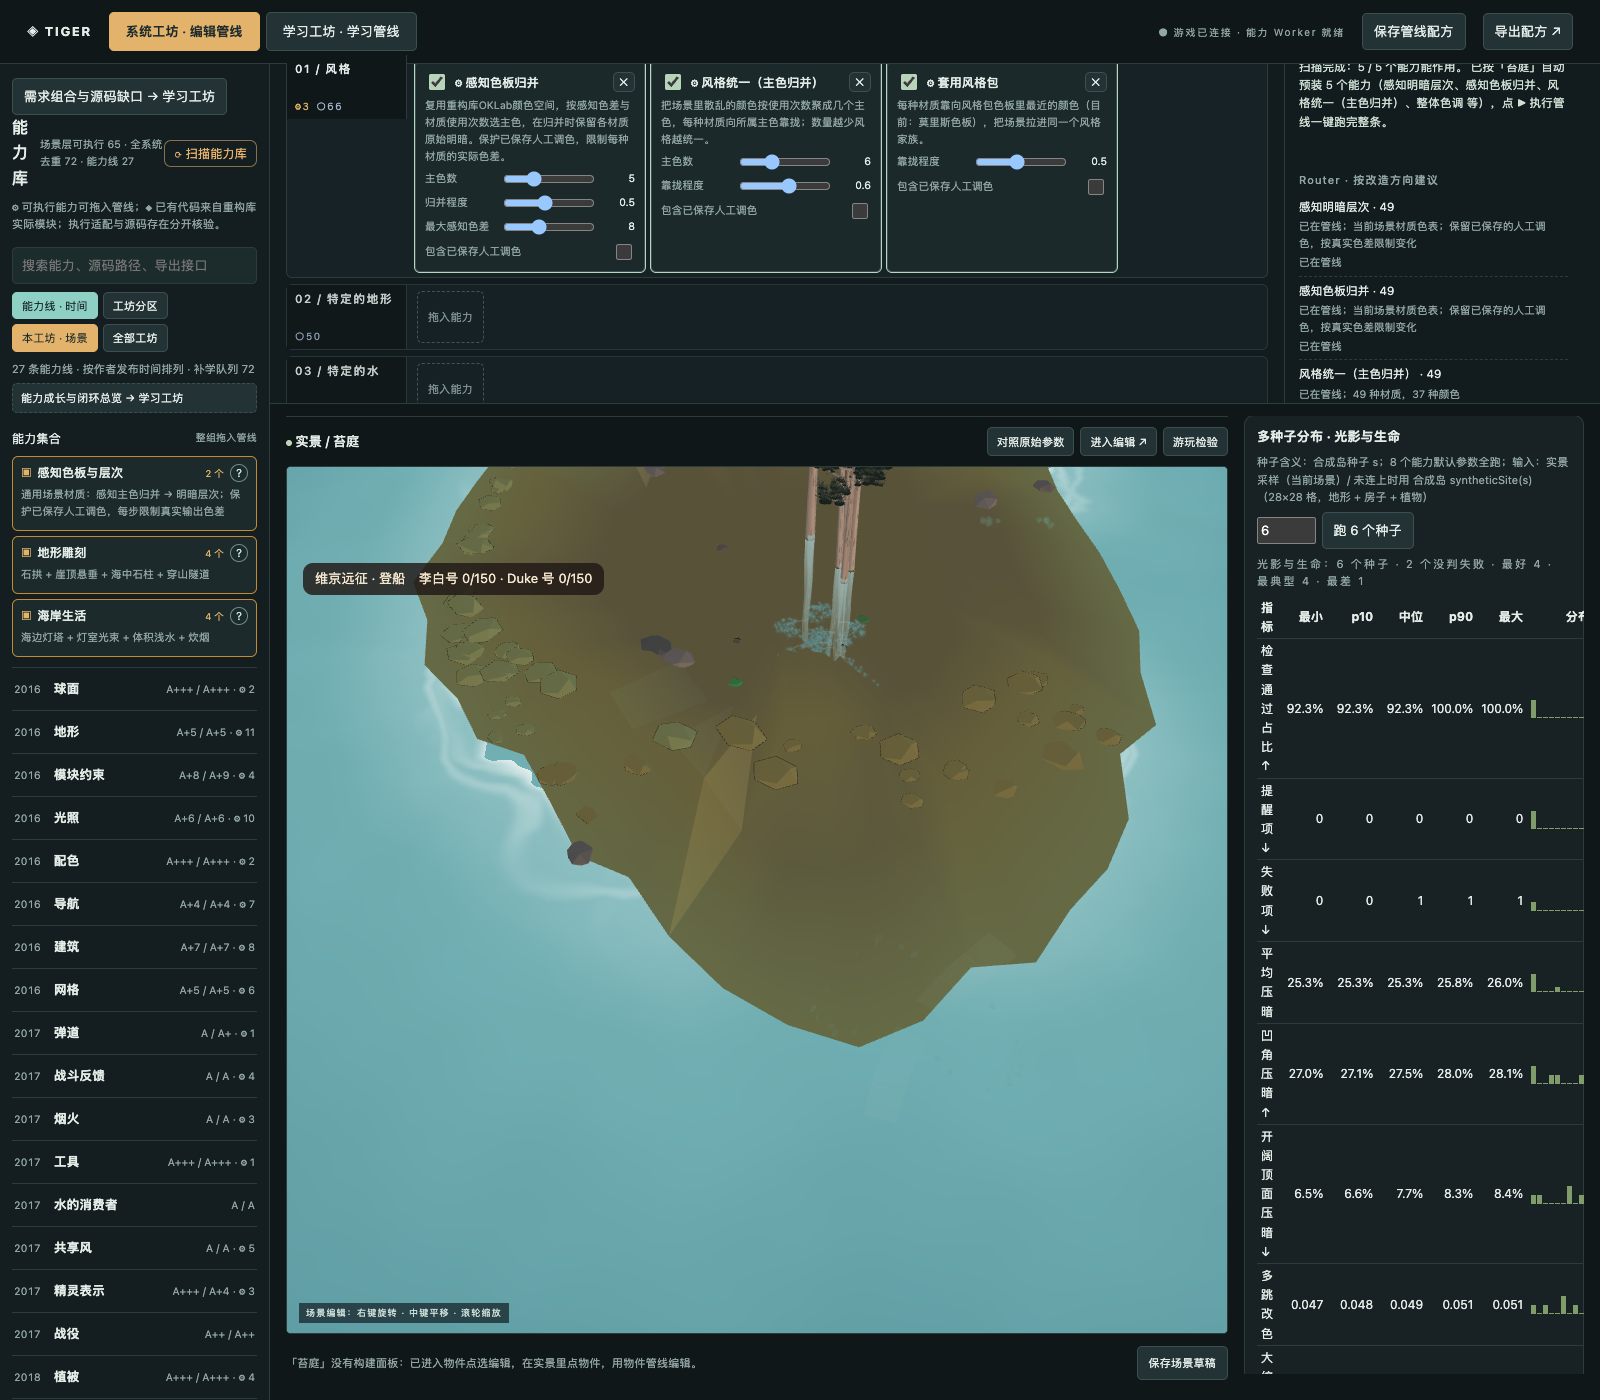 ◈ TIGER
系统工坊 · 编辑管线
学习工坊 · 学习管线
游戏已连接 · 能力 Worker 就绪
保存管线配方
导出配方 ↗
需求组合与源码缺口 → 学习工坊
能力库
场景层可执行 65 · 全系统去重 72 · 能力线 27
⟳ 扫描能力库
⚙ 可执行能力可拖入管线；◆ 已有代码来自重构库
实际模块；执行适配与源码存在分开核验。
搜索能力、源码路径、导出接口
能力线 · 时间
工坊分区
本工坊 · 场景
全部工坊
27 条能力线 · 按作者发布时间排列 · 补学队列 72
能力成长与闭环总览 → 学习工坊
能力集合
整组拖入管线
▣ 感知色板与层次
2 个 ?
通用场景材质：感知主色归并 → 明暗层次；保
护已保存人工调色，每步限制真实输出色差
▣ 地形雕刻
4 个 ?
石拱 + 崖顶悬垂 + 海中石柱 + 穿山隧道
▣ 海岸生活
4 个 ?
海边灯塔 + 灯室光束 + 体积浅水 + 炊烟
2016 球面 A+++ / A+++ · ⚙ 2
2016 地形 A+5 / A+5 · ⚙ 11
2016 模块约束 A+8 / A+9 · ⚙ 4
2016 光照 A+6 / A+6 · ⚙ 10
2016 配色 A+++ / A+++ · ⚙ 2
2016 导航 A+4 / A+4 · ⚙ 7
2016 建筑 A+7 / A+7 · ⚙ 8
2016 网格 A+5 / A+5 · ⚙ 6
2017 弹道 A / A+ · ⚙ 1
2017 战斗反馈 A / A · ⚙ 4
2017 烟火 A / A · ⚙ 3
2017 工具 A+++ / A+++ · ⚙ 1
2017 水的消费者 A / A
2017 共享风 A / A · ⚙ 5
2017 精灵表示 A+++ / A+4 · ⚙ 3
2017 战役 A++ / A++
2018 植被 A+++ / A+++ · ⚙ 4
01 / 风格
⚙3 ⬡66
⚙ 感知色板归并 ×
复用重构库OKLab颜色空间，按感知色差与
材质使用次数选主色，在归并时保留各材质
原始明暗。保护已保存人工调色，限制每种
材质的实际色差。
主色数 5
归并程度 0.5
最大感知色差 8
包含已保存人工调色
⚙ 风格统一（主色归并） ×
把场景里散乱的颜色按使用次数聚成几个主
色，每种材质向所属主色靠拢；数量越少风
格越统一。
主色数 6
靠拢程度 0.6
包含已保存人工调色
⚙ 套用风格包 ×
每种材质靠向风格包色板里最近的颜色（目
前：莫里斯色板），把场景拉进同一个风格
家族。
靠拢程度 0.5
包含已保存人工调色
02 / 特定的地形
⬡50
拖入能力
03 / 特定的水
拖入能力
扫描完成：5 / 5 个能力能作用。 已按「苔庭」自动
预装 5 个能力（感知明暗层次、感知色板归并、风
格统一（主色归并）、整体色调 等），点 ▶ 执行管
线一键跑完整条。
Router · 按改造方向建议
感知明暗层次 · 49
已在管线；当前场景材质色表；保留已保存的人工调
色，按真实色差限制变化
已在管线
感知色板归并 · 49
已在管线；当前场景材质色表；保留已保存的人工调
色，按真实色差限制变化
已在管线
风格统一（主色归并） · 49
已在管线；49 种材质，37 种颜色
实景 / 苔庭
对照原始参数
进入编辑 ↗
游玩检验
维京远征 · 登船 李白号 0/150 · Duke 号 0/150
场景编辑：右键旋转 · 中键平移 · 滚轮缩放
「苔庭」没有构建面板：已进入物件点选编辑，在实景里点物件，用物件管线编辑。
保存场景草稿
多种子分布 · 光影与生命
种子含义：合成岛种子 s；8 个能力默认参数全跑；输入：实景
采样（当前场景）/ 未连上时用 合成岛 syntheticSite(s)
（28×28 格，地形 + 房子 + 植物）
6
跑 6 个种子
光影与生命：6 个种子 · 2 个没判失败 · 最好 4 ·
最典型 4 · 最差 1
指标 最小 p10 中位 p90 最大
检查通过占比↑ 92.3% 92.3% 92.3% 100.0% 100.0%
提醒项↓ 0 0 0 0 0
失败项↓ 0 0 1 1 1
平均压暗 25.3% 25.3% 25.3% 25.8% 26.0%
凹角压暗↑ 27.0% 27.1% 27.5% 28.0% 28.1%
开阔顶面压暗↓ 6.5% 6.6% 7.7% 8.3% 8.4%
多跳改色 0.047 0.048 0.049 0.051 0.051
大